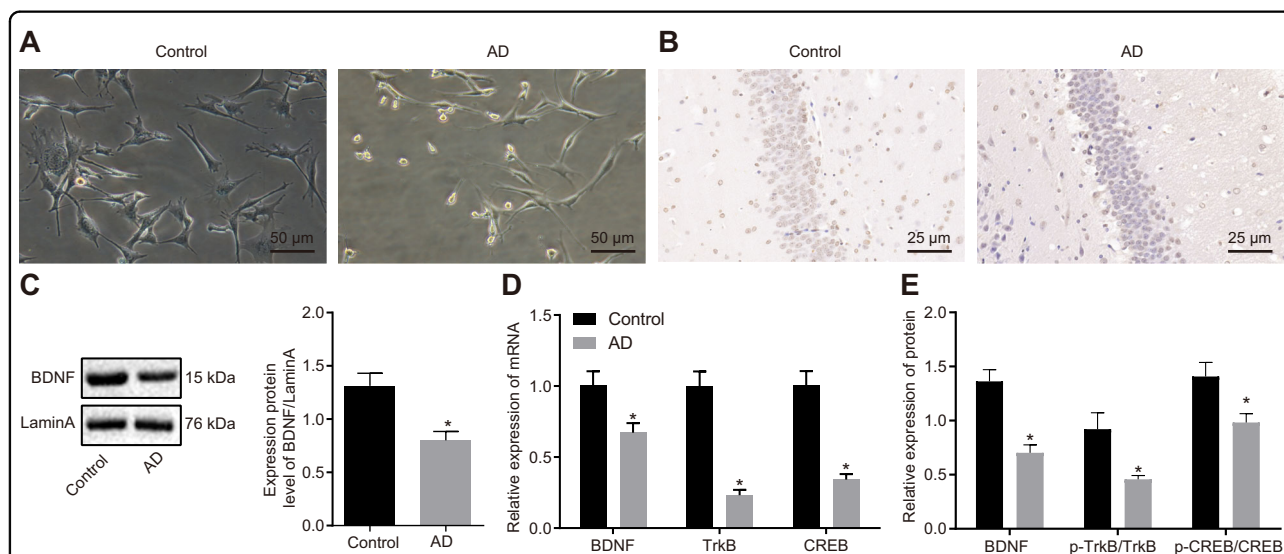 A
Control
AD
50 μm
50 μm
B
Control
AD
25 μm
25 μm
C
BDNF
15 kDa
LaminA
76 kDa
Control
AD
Expression protein
level of BDNF/LaminA
2.0
1.5
1.0
0.5
0.0
*
Control
AD
D
Relative expression of mRNA
1.5
1.0
0.5
0.0
Control
AD
*
*
*
BDNF
TrkB
CREB
E
Relative expression of protein
2.0
1.5
1.0
0.5
0.0
*
*
*
BDNF
p-TrkB/TrkB
p-CREB/CREB